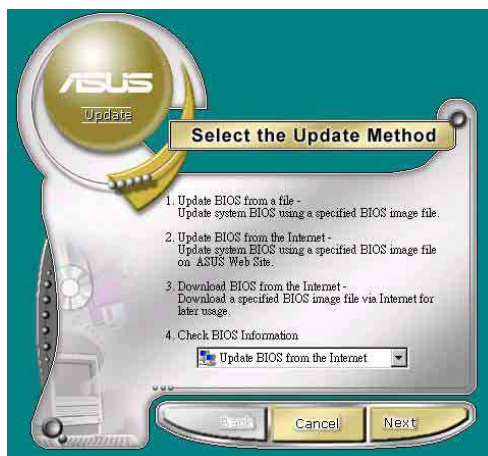 ASUS
Update
Select the Update Method
1. Update BIOS from a file -
Update system BIOS using a specified BIOS image file.
2. Update BIOS from the Internet -
Update system BIOS using a specified BIOS image file
on ASUS Web Site.
3. Download BIOS from the Internet -
Download a specified BIOS image file via Internet for
later usage.
4. Check BIOS Information
Update BIOS from the Internet
Back
Cancel
Next